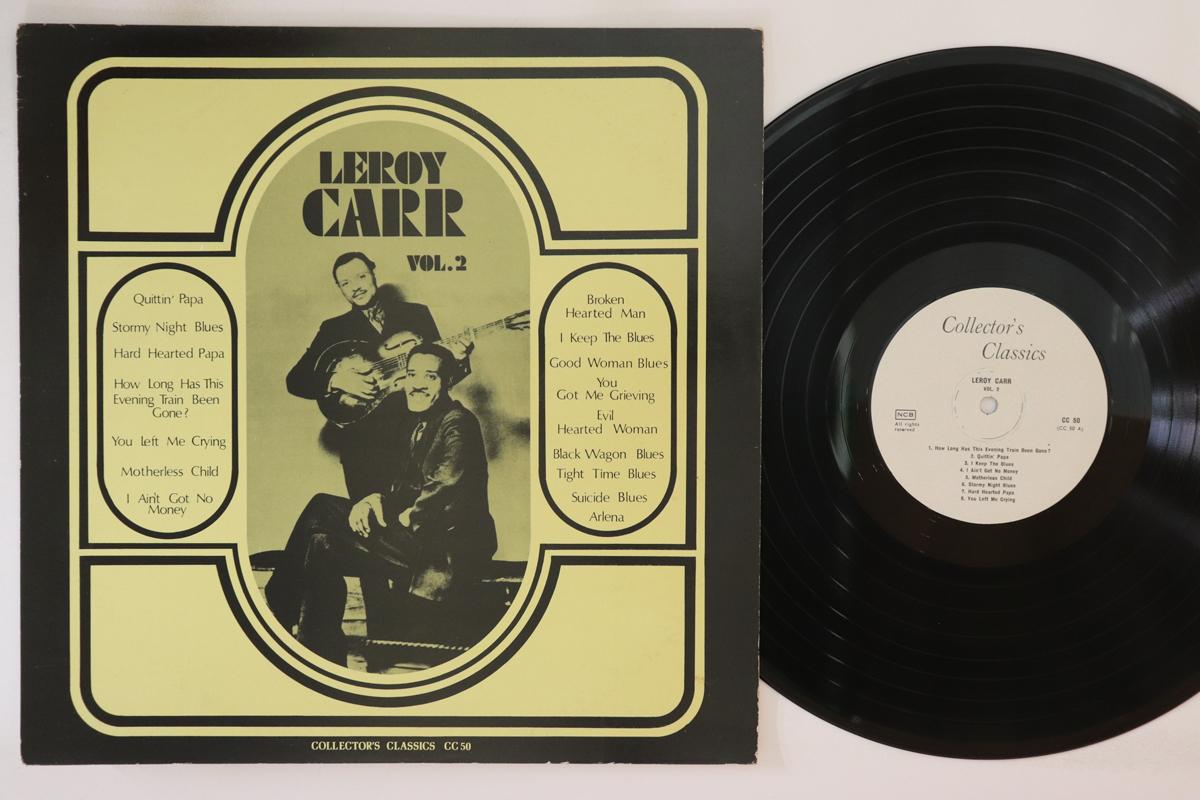 LEROY
CARR
VOL.2
Quittin' Papa
Stormy Night Blues
Hard Hearted Papa
How Long Has This
Evening Train Been
Gone?
You Left Me Crying
Motherless Child
I Ain't Got No
Money
Broken
Hearted Man
I Keep The Blues
Good Woman Blues
You
Got Me Grieving
Evil
Hearted Woman
Black Wagon Blues
Tight Time Blues
Suicide Blues
Arlena
COLLECTOR'S CLASSICS CC 50
Collector's
Classics
LEROY CARR
VOL. 2
NCB
All rights
reserved
CC 50
(CC 50 A)
1. How Long Has This Evening Train Been Gone?
2. Quittin' Papa
3. I Keep The Blues
4. I Ain't Got No Money
5. Motherless Child
6. Stormy Night Blues
7. Hard Hearted Papa
8. You Left Me Crying